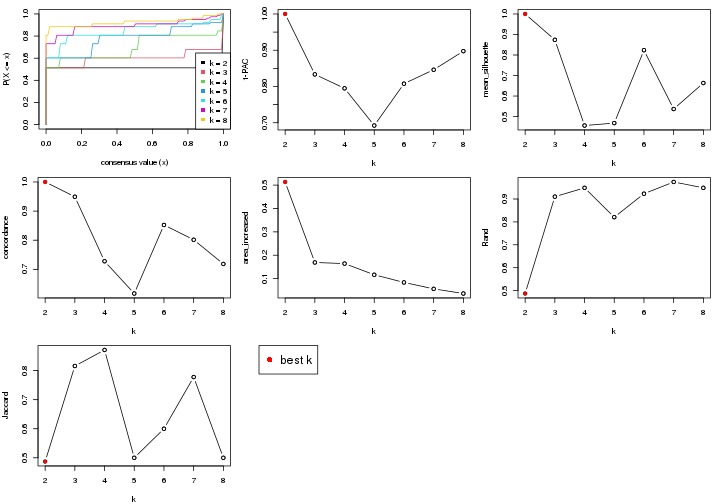 P(X <= x)
0.0 0.2 0.4 0.6 0.8 1.0
0.0 0.2 0.4 0.6 0.8 1.0
consensus value (x)
k = 2
k = 3
k = 4
k = 5
k = 6
k = 7
k = 8
1-PAC
0.70 0.80 0.90 1.00
2 3 4 5 6 7 8
k
mean_silhouette
0.5 0.6 0.7 0.8 0.9 1.0
2 3 4 5 6 7 8
k
concordance
0.7 0.8 0.9 1.0
2 3 4 5 6 7 8
k
area_increased
0.1 0.2 0.3 0.4 0.5
2 3 4 5 6 7 8
k
Rand
0.5 0.6 0.7 0.8 0.9
2 3 4 5 6 7 8
k
Jaccard
0.5 0.6 0.7 0.8
2 3 4 5 6 7 8
k
best k